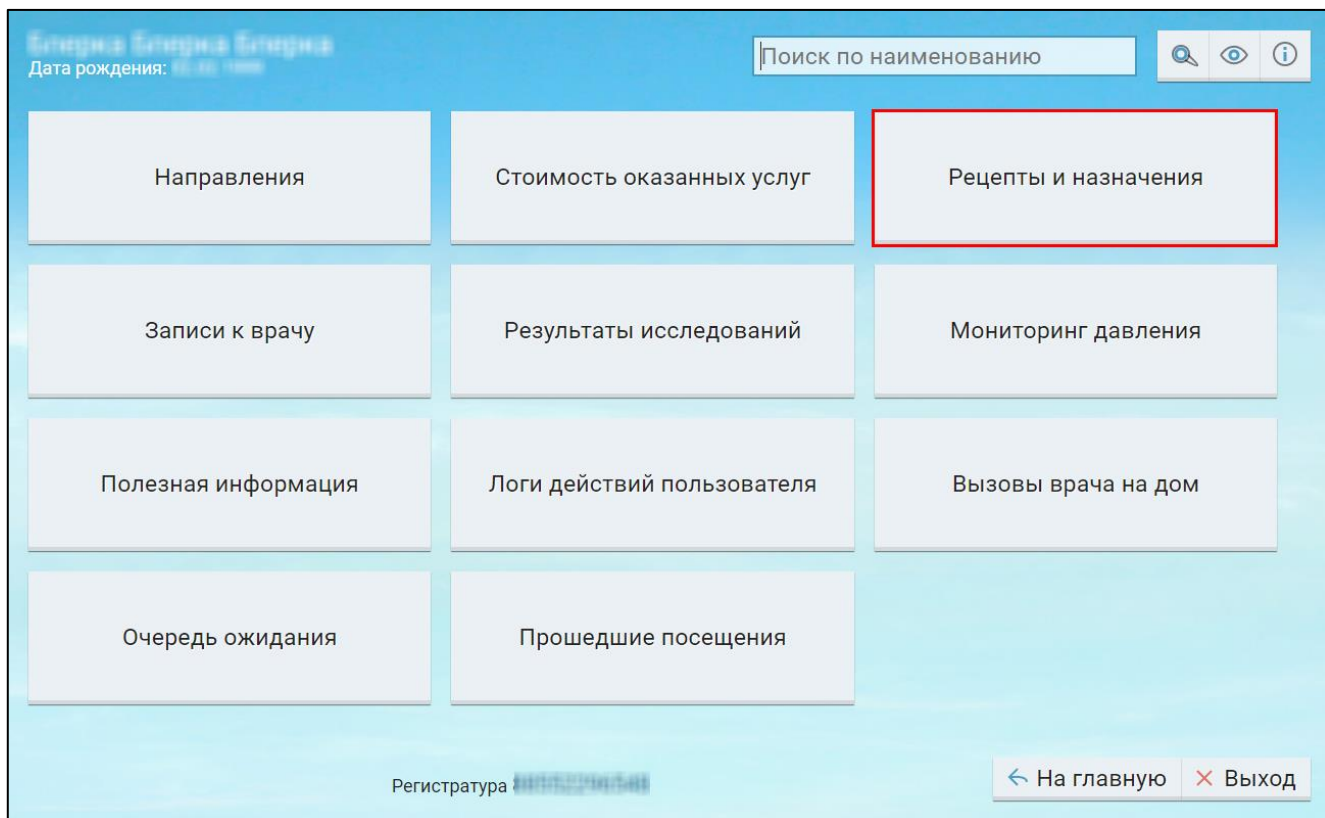 Дата рождения:
Поиск по наименованию
Направления
Стоимость оказанных услуг
Рецепты и назначения
Записи к врачу
Результаты исследований
Мониторинг давления
Полезная информация
Логи действий пользователя
Вызовы врача на дом
Очередь ожидания
Прошедшие посещения
Регистратура
На главную
Выход